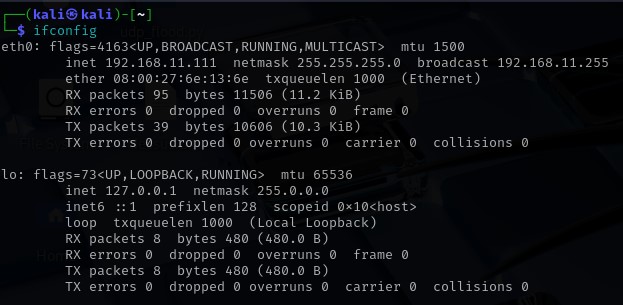 (kali㉿kali)-[~]
$ ifconfig
eth0: flags=4163<UP,BROADCAST,RUNNING,MULTICAST>  mtu 1500
        inet 192.168.11.111  netmask 255.255.255.0  broadcast 192.168.11.255
        ether 08:00:27:6e:13:6e  txqueuelen 1000  (Ethernet)
        RX packets 95  bytes 11506 (11.2 KiB)
        RX errors 0  dropped 0  overruns 0  frame 0
        TX packets 39  bytes 10606 (10.3 KiB)
        TX errors 0  dropped 0 overruns 0  carrier 0  collisions 0
lo: flags=73<UP,LOOPBACK,RUNNING>  mtu 65536
        inet 127.0.0.1  netmask 255.0.0.0
        inet6 ::1  prefixlen 128  scopeid 0×10<host>
        loop  txqueuelen 1000  (Local Loopback)
        RX packets 8  bytes 480 (480.0 B)
        RX errors 0  dropped 0  overruns 0  frame 0
        TX packets 8  bytes 480 (480.0 B)
        TX errors 0  dropped 0 overruns 0  carrier 0  collisions 0